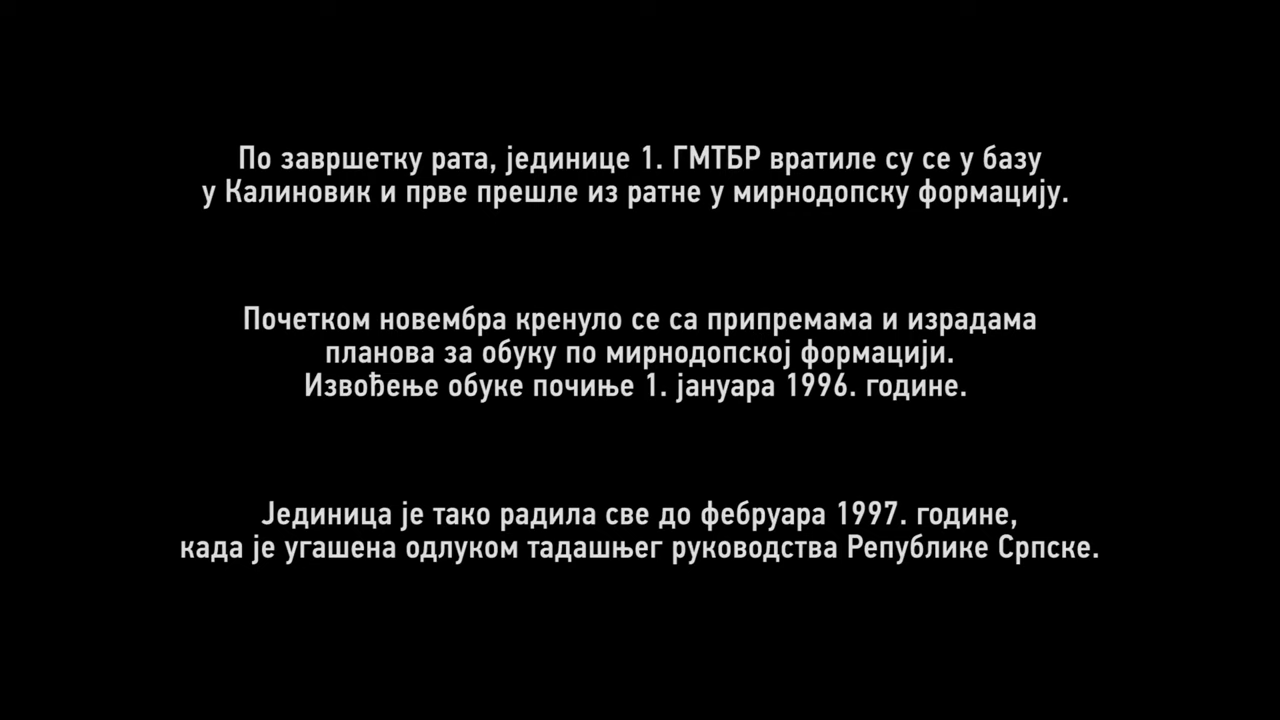 По завршетку рата, јединице 1. ГМТБР вратиле су се у базу
у Калиновик и прве прешле из ратне у мирнодопску формацију.
Почетком новембра кренуло се са припремама и израдама
планова за обуку по мирнодопској формацији.
Извођење обуке почиње 1. јануара 1996. године.
Јединица је тако радила све до фебруара 1997. године,
када је угашена одлуком тадашњег руководства Републике Српске.